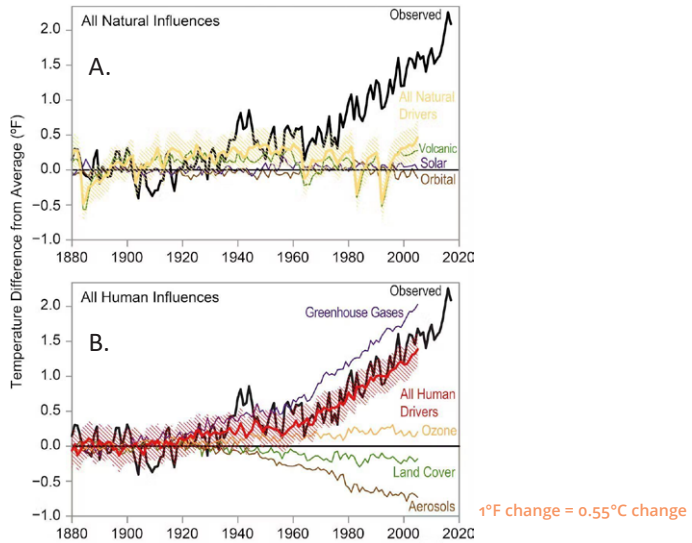 All Natural Influences
Observed
A.
All Natural
Drivers
Volcanic
Solar
Orbital
2.0
1.5
1.0
0.5
0.0
−0.5
−1.0
1880 1900 1920 1940 1960 1980 2000 2020
Temperature Difference from Average (°F)
All Human Influences
Observed
Greenhouse Gases
B.
All Human
Drivers
Ozone
Land Cover
Aerosols
2.0
1.5
1.0
0.5
0.0
−0.5
−1.0
1880 1900 1920 1940 1960 1980 2000 2020
1°F change = 0.55°C change